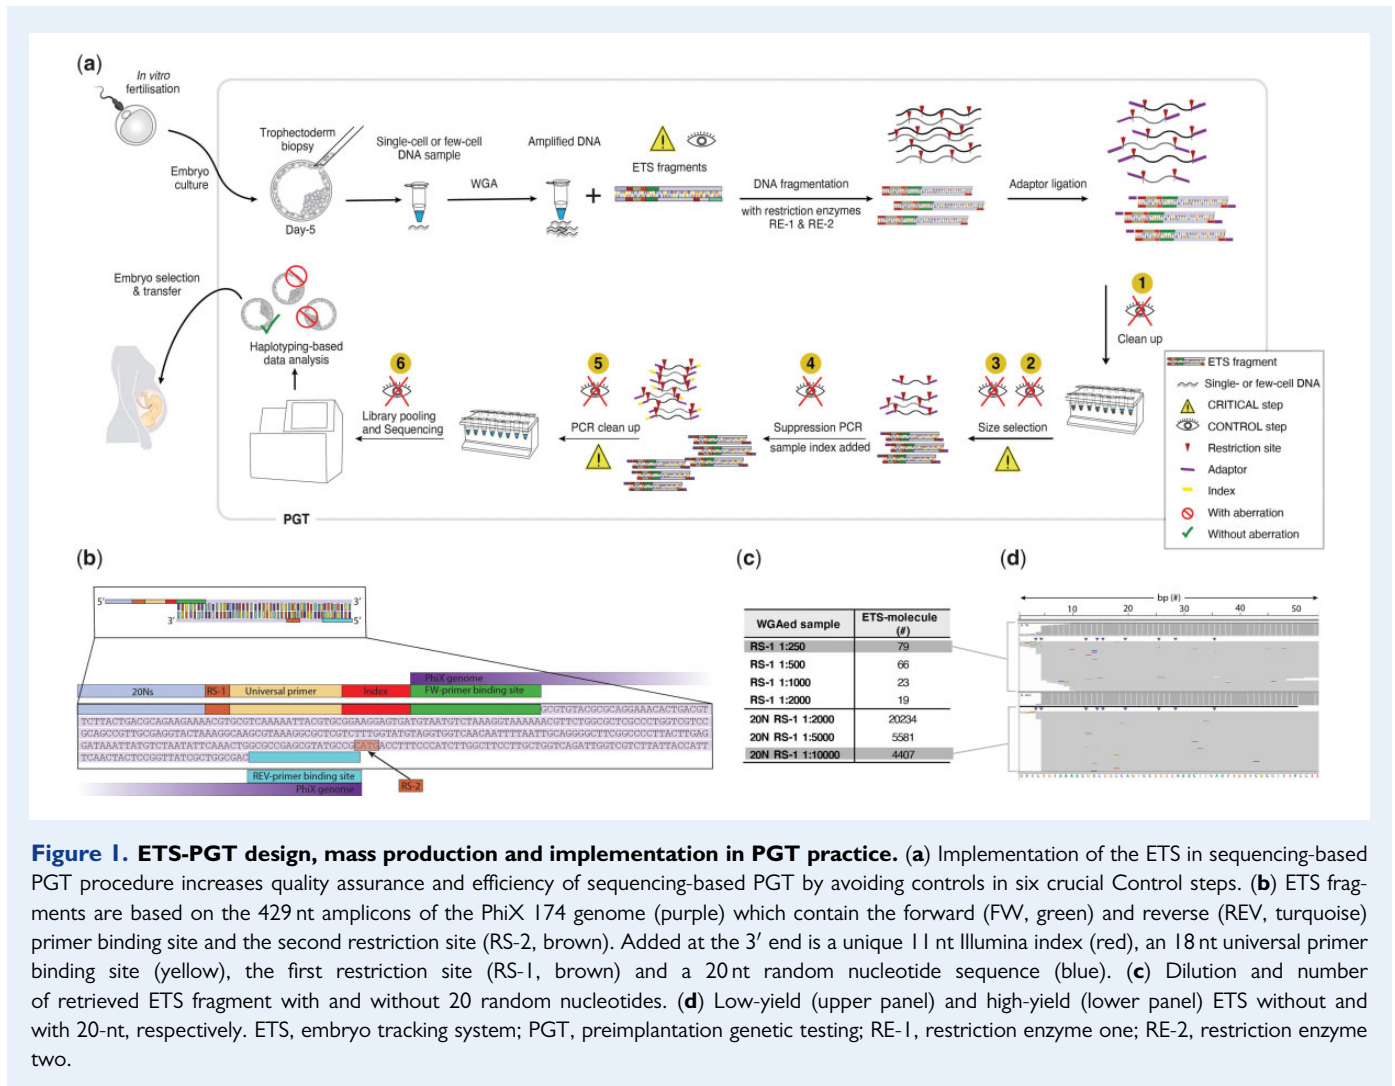 (a)
In vitro
fertilisation
Embryo
culture
Trophectoderm
biopsy
Day-5
Single-cell or few-cell
DNA sample
WGA
Amplified DNA
+
ETS fragments
DNA fragmentation
with restriction enzymes
RE-1 & RE-2
Adaptor ligation
1
Clean up
Embryo selection
& transfer
Haplotyping-based
data analysis
6
Library pooling
and Sequencing
5
PCR clean up
4
Suppression PCR
sample index added
3
2
Size selection
PGT
ETS fragment
Single- or few-cell DNA
CRITICAL step
CONTROL step
Restriction site
Adaptor
Index
With aberration
Without aberration
(b)
5'
3'
3'
PhiX genome
20Ns RS-1 Universal primer Index FW-primer binding site
GCGTGTACGCGCAGGAAACACTGACGT
TCTTACTGACGCAGAAGAAAACGTGCGTCAAAAATTACGTGCGGAAGGAGTGATGTAATGTCTAAAGGTAAAAAACGTTCTGGCGCTCGCCCTGGTCGTCC
GCAGCCGTTGCGAGGTACTAAAGGCAAGCGTAAAGGCGCTCGTCTTTGGTATGTAGGTGGTCAACAATTTTAATTGCAGGGGCTTCGGCCCCTTACTTGAG
GATAAATTATGTCTAATATTCAAACTGGCGCCGAGCGTATGCCGCATGACCTTTCCCATCTTGGCTTCCTTGCTGGTCAGATTGGTCGTCTTATTACCATT
TCAACTACTCCGGTTATCGCTGGCGAC
REV-primer binding site
PhiX genome
RS-2
(c)
WGAed sample ETS-molecule
(#)
RS-1 1:250 79
RS-1 1:500 66
RS-1 1:1000 23
RS-1 1:2000 19
20N RS-1 1:2000 20234
20N RS-1 1:5000 5581
20N RS-1 1:10000 4407
(d)
bp (#)
10 20 30 40 50
Figure 1. ETS-PGT design, mass production and implementation in PGT practice. (a) Implementation of the ETS in sequencing-based
PGT procedure increases quality assurance and efficiency of sequencing-based PGT by avoiding controls in six crucial Control steps. (b) ETS frag-
ments are based on the 429 nt amplicons of the PhiX 174 genome (purple) which contain the forward (FW, green) and reverse (REV, turquoise)
primer binding site and the second restriction site (RS-2, brown). Added at the 3′ end is a unique 11 nt Illumina index (red), an 18 nt universal primer
binding site (yellow), the first restriction site (RS-1, brown) and a 20 nt random nucleotide sequence (blue). (c) Dilution and number
of retrieved ETS fragment with and without 20 random nucleotides. (d) Low-yield (upper panel) and high-yield (lower panel) ETS without and
with 20-nt, respectively. ETS, embryo tracking system; PGT, preimplantation genetic testing; RE-1, restriction enzyme one; RE-2, restriction enzyme
two.